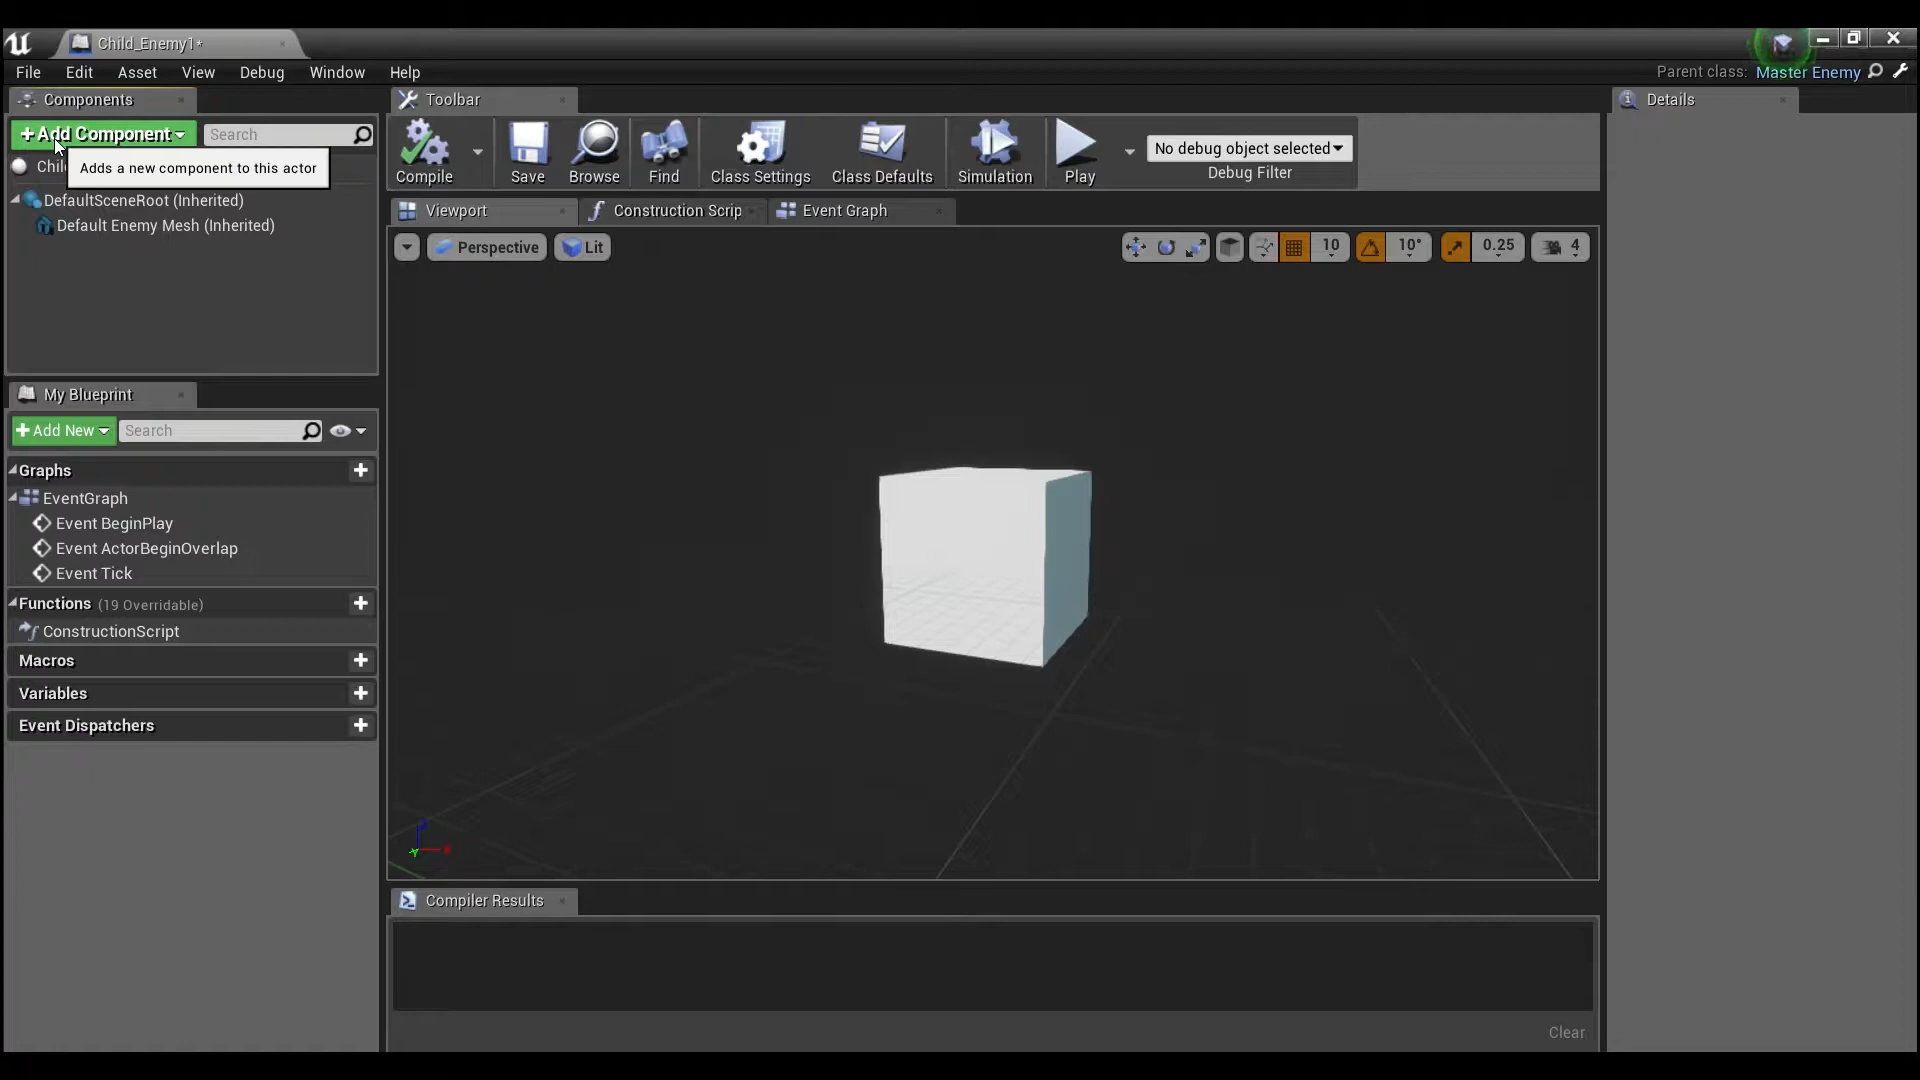 Child_Enemy1*
File Edit Asset View Debug Window Help
Parent class: Master Enemy
Components
Toolbar
Details
Add Component
Search
Adds a new component to this actor
Chil
DefaultSceneRoot (Inherited)
Default Enemy Mesh (Inherited)
Compile
Save
Browse
Find
Class Settings
Class Defaults
Simulation
Play
No debug object selected
Debug Filter
Viewport
Construction Scrip
Event Graph
Perspective
Lit
10
10°
0.25
4
My Blueprint
Add New
Search
Graphs
EventGraph
Event BeginPlay
Event ActorBeginOverlap
Event Tick
Functions (19 Overridable)
ConstructionScript
Macros
Variables
Event Dispatchers
Compiler Results
Clear